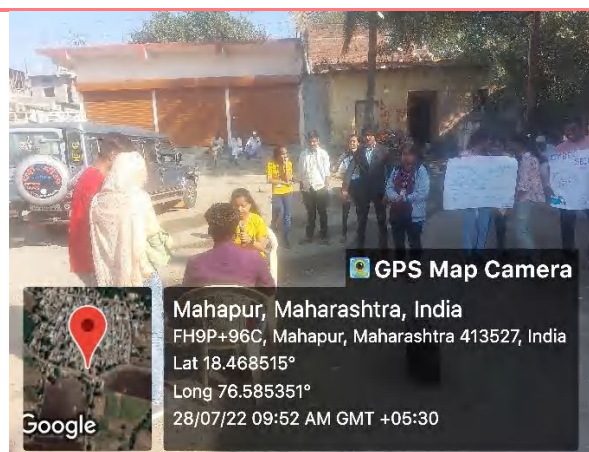 GPS Map Camera
Mahapur, Maharashtra, India
FH9P+96C, Mahapur, Maharashtra 413527, India
Lat 18.468515°
Long 76.585351°
28/07/22 09:52 AM GMT +05:30
Google